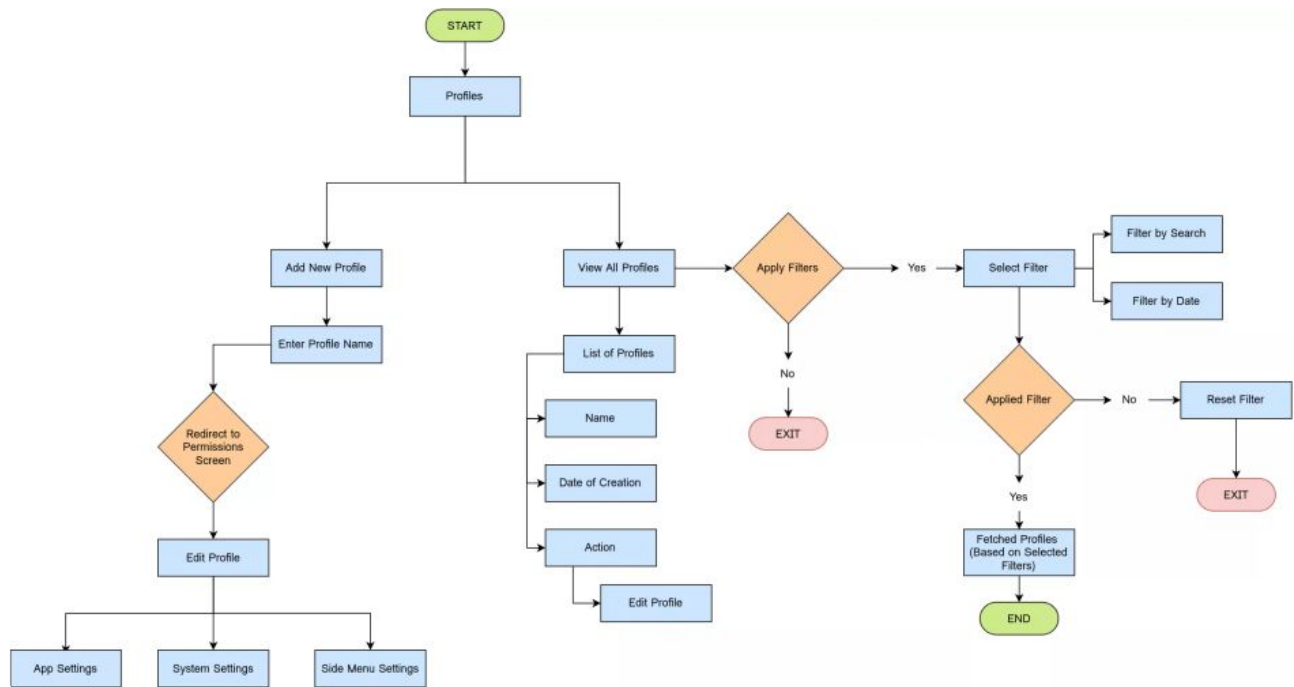 START
Profiles
Add New Profile
View All Profiles
Apply Filters
Yes
Select Filter
Filter by Search
Filter by Date
Enter Profile Name
List of Profiles
No
EXIT
Name
Date of Creation
Action
Edit Profile
Redirect to
Permissions
Screen
Edit Profile
App Settings
System Settings
Side Menu Settings
Applied Filter
No
Reset Filter
EXIT
Yes
Fetched Profiles
(Based on Selected
Filters)
END